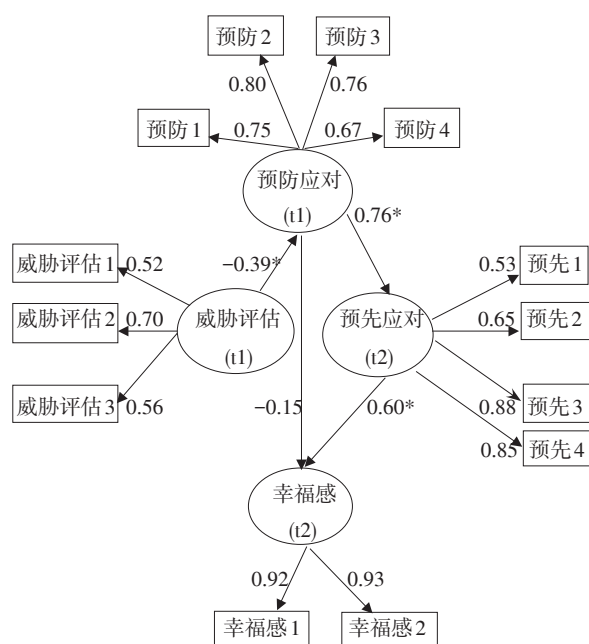 预防2
预防3
0.80
0.76
预防1
0.75
0.67
预防4
预防应对
(t1)
0.76*
威胁评估1
0.52
-0.39*
0.53
预先1
威胁评估2
0.70
威胁评估
(t1)
预先应对
(t2)
0.65
预先2
威胁评估3
0.56
-0.15
0.60*
0.88
预先3
0.85
预先4
幸福感
(t2)
0.92
0.93
幸福感1
幸福感2